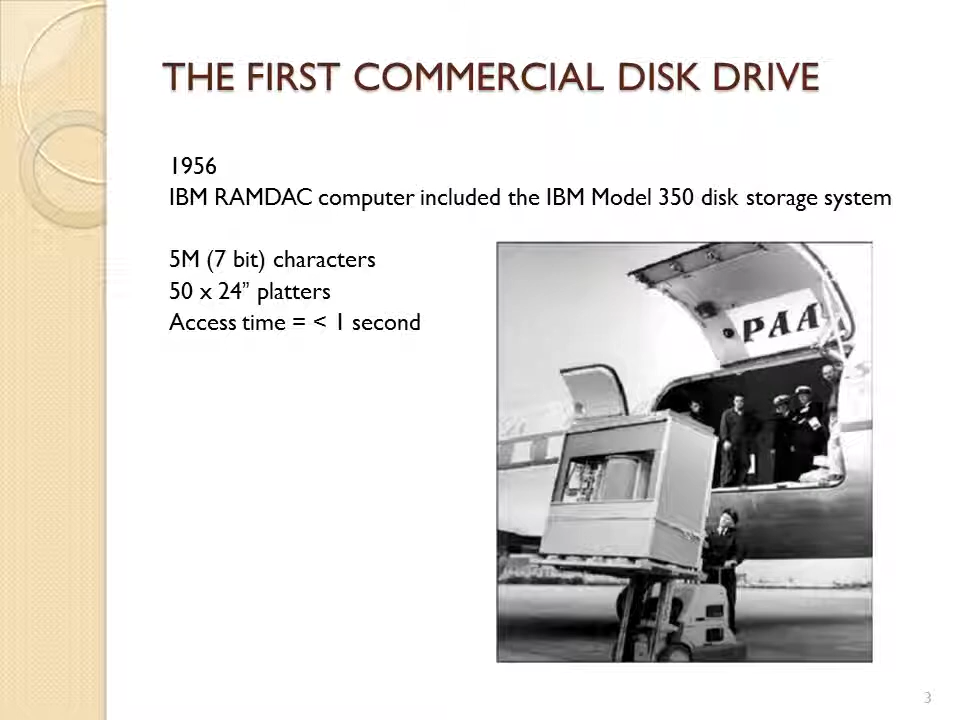 THE FIRST COMMERCIAL DISK DRIVE
1956
IBM RAMDAC computer included the IBM Model 350 disk storage system
5M (7 bit) characters
50 x 24” platters
Access time = < 1 second
PAA
3